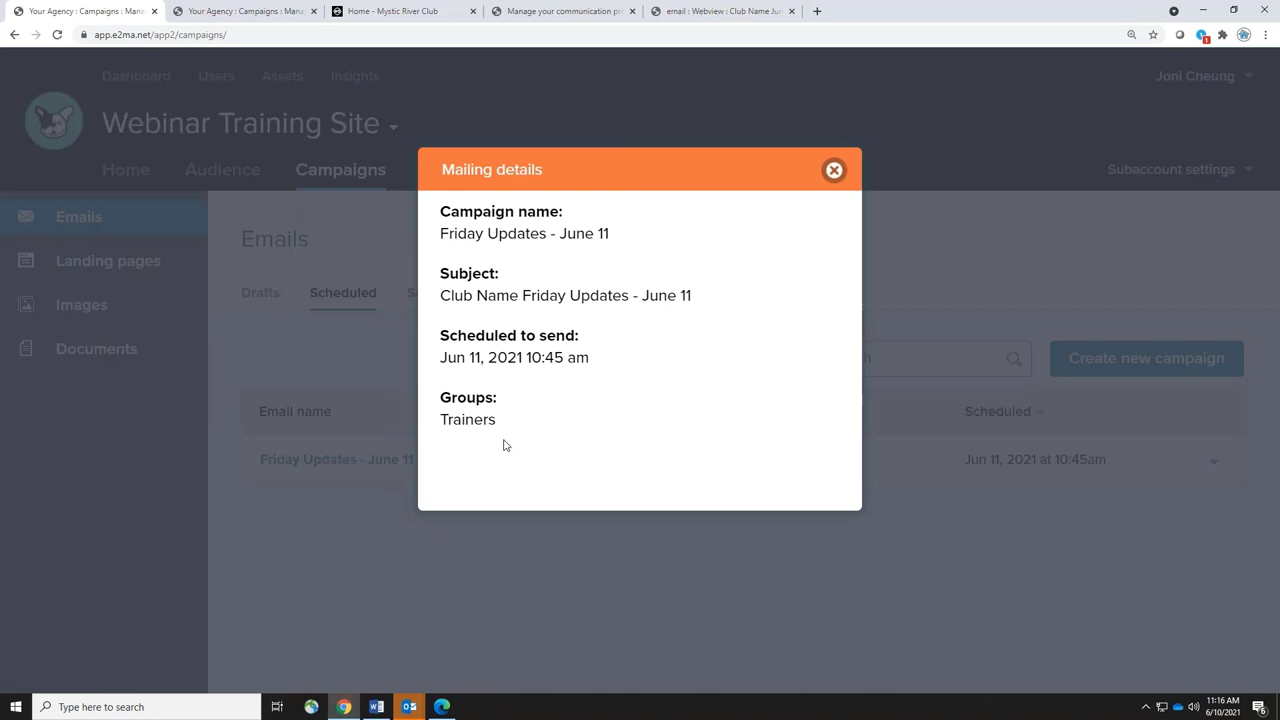 Your Agency : Campaigns : Mana
Your Agency : Campaigns : Mana
Home - Mystic River Club
Manage your communication pr
email : Webview : Club Name Jun
app.e2ma.net/app2/campaigns/
Dashboard Users Assets Insights
Joni Cheung
Webinar Training Site
Home Audience Campaigns
Subaccount settings
Mailing details
Campaign name:
Friday Updates - June 11
Subject:
Club Name Friday Updates - June 11
Scheduled to send:
Jun 11, 2021 10:45 am
Groups:
Trainers
Emails
Landing pages
Images
Documents
Emails
Drafts Scheduled S
h
Create new campaign
Email name
Scheduled
Friday Updates - June 11
Jun 11, 2021 at 10:45am
Type here to search
11:16 AM
6/10/2021